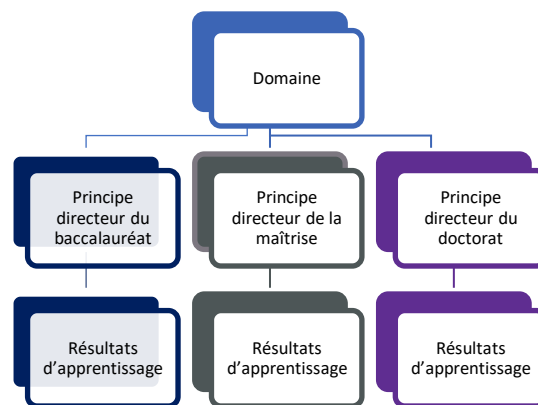 Domaine
Principe
directeur du
baccalauréat
Principe
directeur de la
maîtrise
Principe
directeur du
doctorat
Résultats
d'apprentissage
Résultats
d'apprentissage
Résultats
d'apprentissage